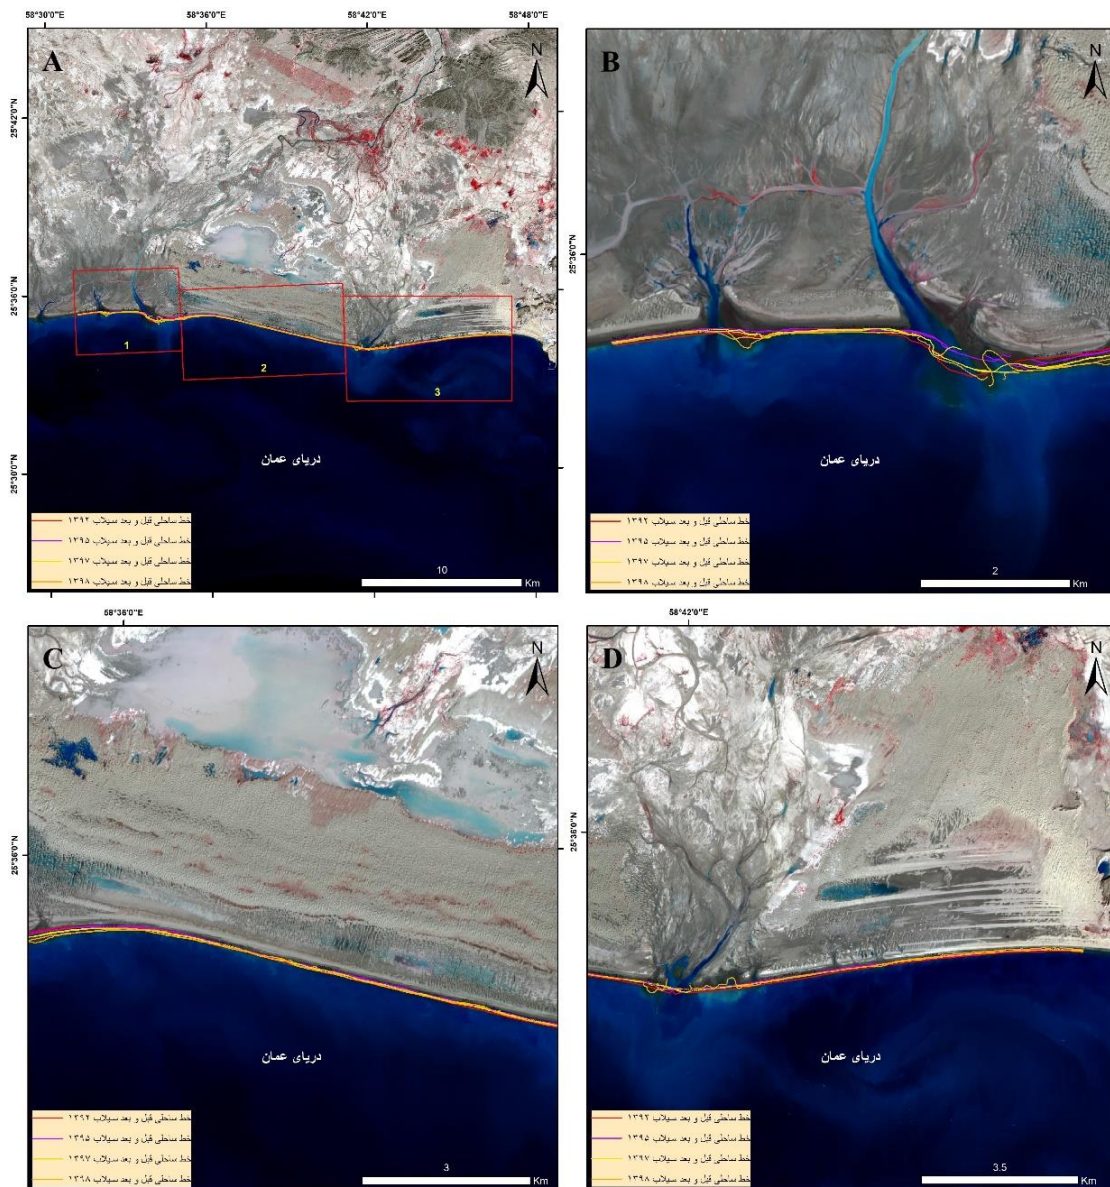 58°30'0"E 58°36'0"E 58°42'0"E 58°48'0"E
A
N
25°42'0"N
25°36'0"N
25°30'0"N
1
2
3
دریای عمان
خط ساحلی قبل و بعد سیلاب ۱۳۹۲
خط ساحلی قبل و بعد سیلاب ۱۳۹۵
خط ساحلی قبل و بعد سیلاب ۱۳۹۷
خط ساحلی قبل و بعد سیلاب ۱۳۹۸
10
Km
B
N
25°36'0"N
دریای عمان
خط ساحلی قبل و بعد سیلاب ۱۳۹۲
خط ساحلی قبل و بعد سیلاب ۱۳۹۵
خط ساحلی قبل و بعد سیلاب ۱۳۹۷
خط ساحلی قبل و بعد سیلاب ۱۳۹۸
2
Km
58°36'0"E
C
N
25°36'0"N
دریای عمان
خط ساحلی قبل و بعد سیلاب ۱۳۹۲
خط ساحلی قبل و بعد سیلاب ۱۳۹۵
خط ساحلی قبل و بعد سیلاب ۱۳۹۷
خط ساحلی قبل و بعد سیلاب ۱۳۹۸
3
Km
58°42'0"E
D
N
25°36'0"N
دریای عمان
خط ساحلی قبل و بعد سیلاب ۱۳۹۲
خط ساحلی قبل و بعد سیلاب ۱۳۹۵
خط ساحلی قبل و بعد سیلاب ۱۳۹۷
خط ساحلی قبل و بعد سیلاب ۱۳۹۸
3.5
Km